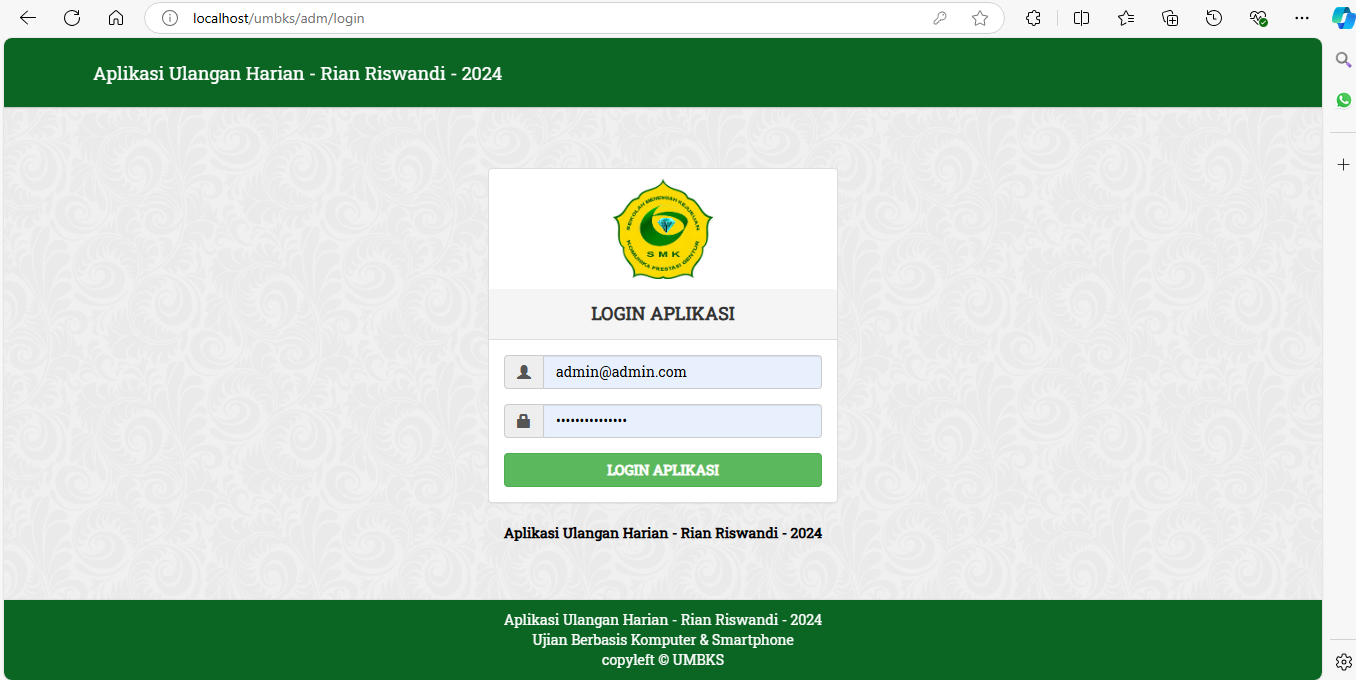 localhost/umbks/adm/login
Aplikasi Ulangan Harian - Rian Riswandi - 2024
SEKOLAH MENENGAH KEJURUAN
SMK
KOMUNIKA PRESTASI GENTUR
LOGIN APLIKASI
admin@admin.com
LOGIN APLIKASI
Aplikasi Ulangan Harian - Rian Riswandi - 2024
Aplikasi Ulangan Harian - Rian Riswandi - 2024
Ujian Berbasis Komputer & Smartphone
copyleft © UMBKS